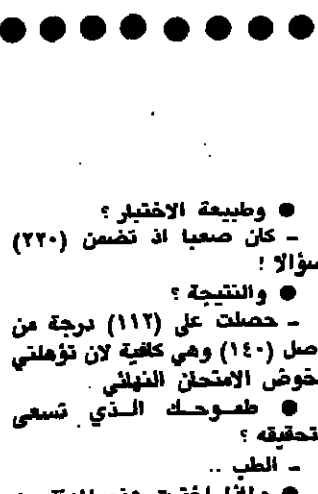 ● وطبيعة الاختبار ؟
- كان صعبا اذ تضمن (٢٢٠)
سؤالا !
● والنتيجة ؟
- حصلت على (١١٢) درجة من
صل (١٤٠) وهي كافية لان تؤهلني
خوض الامتحان النهائي .
● طموحك الذي تسعى
تحقيقه ؟
- الطب ..